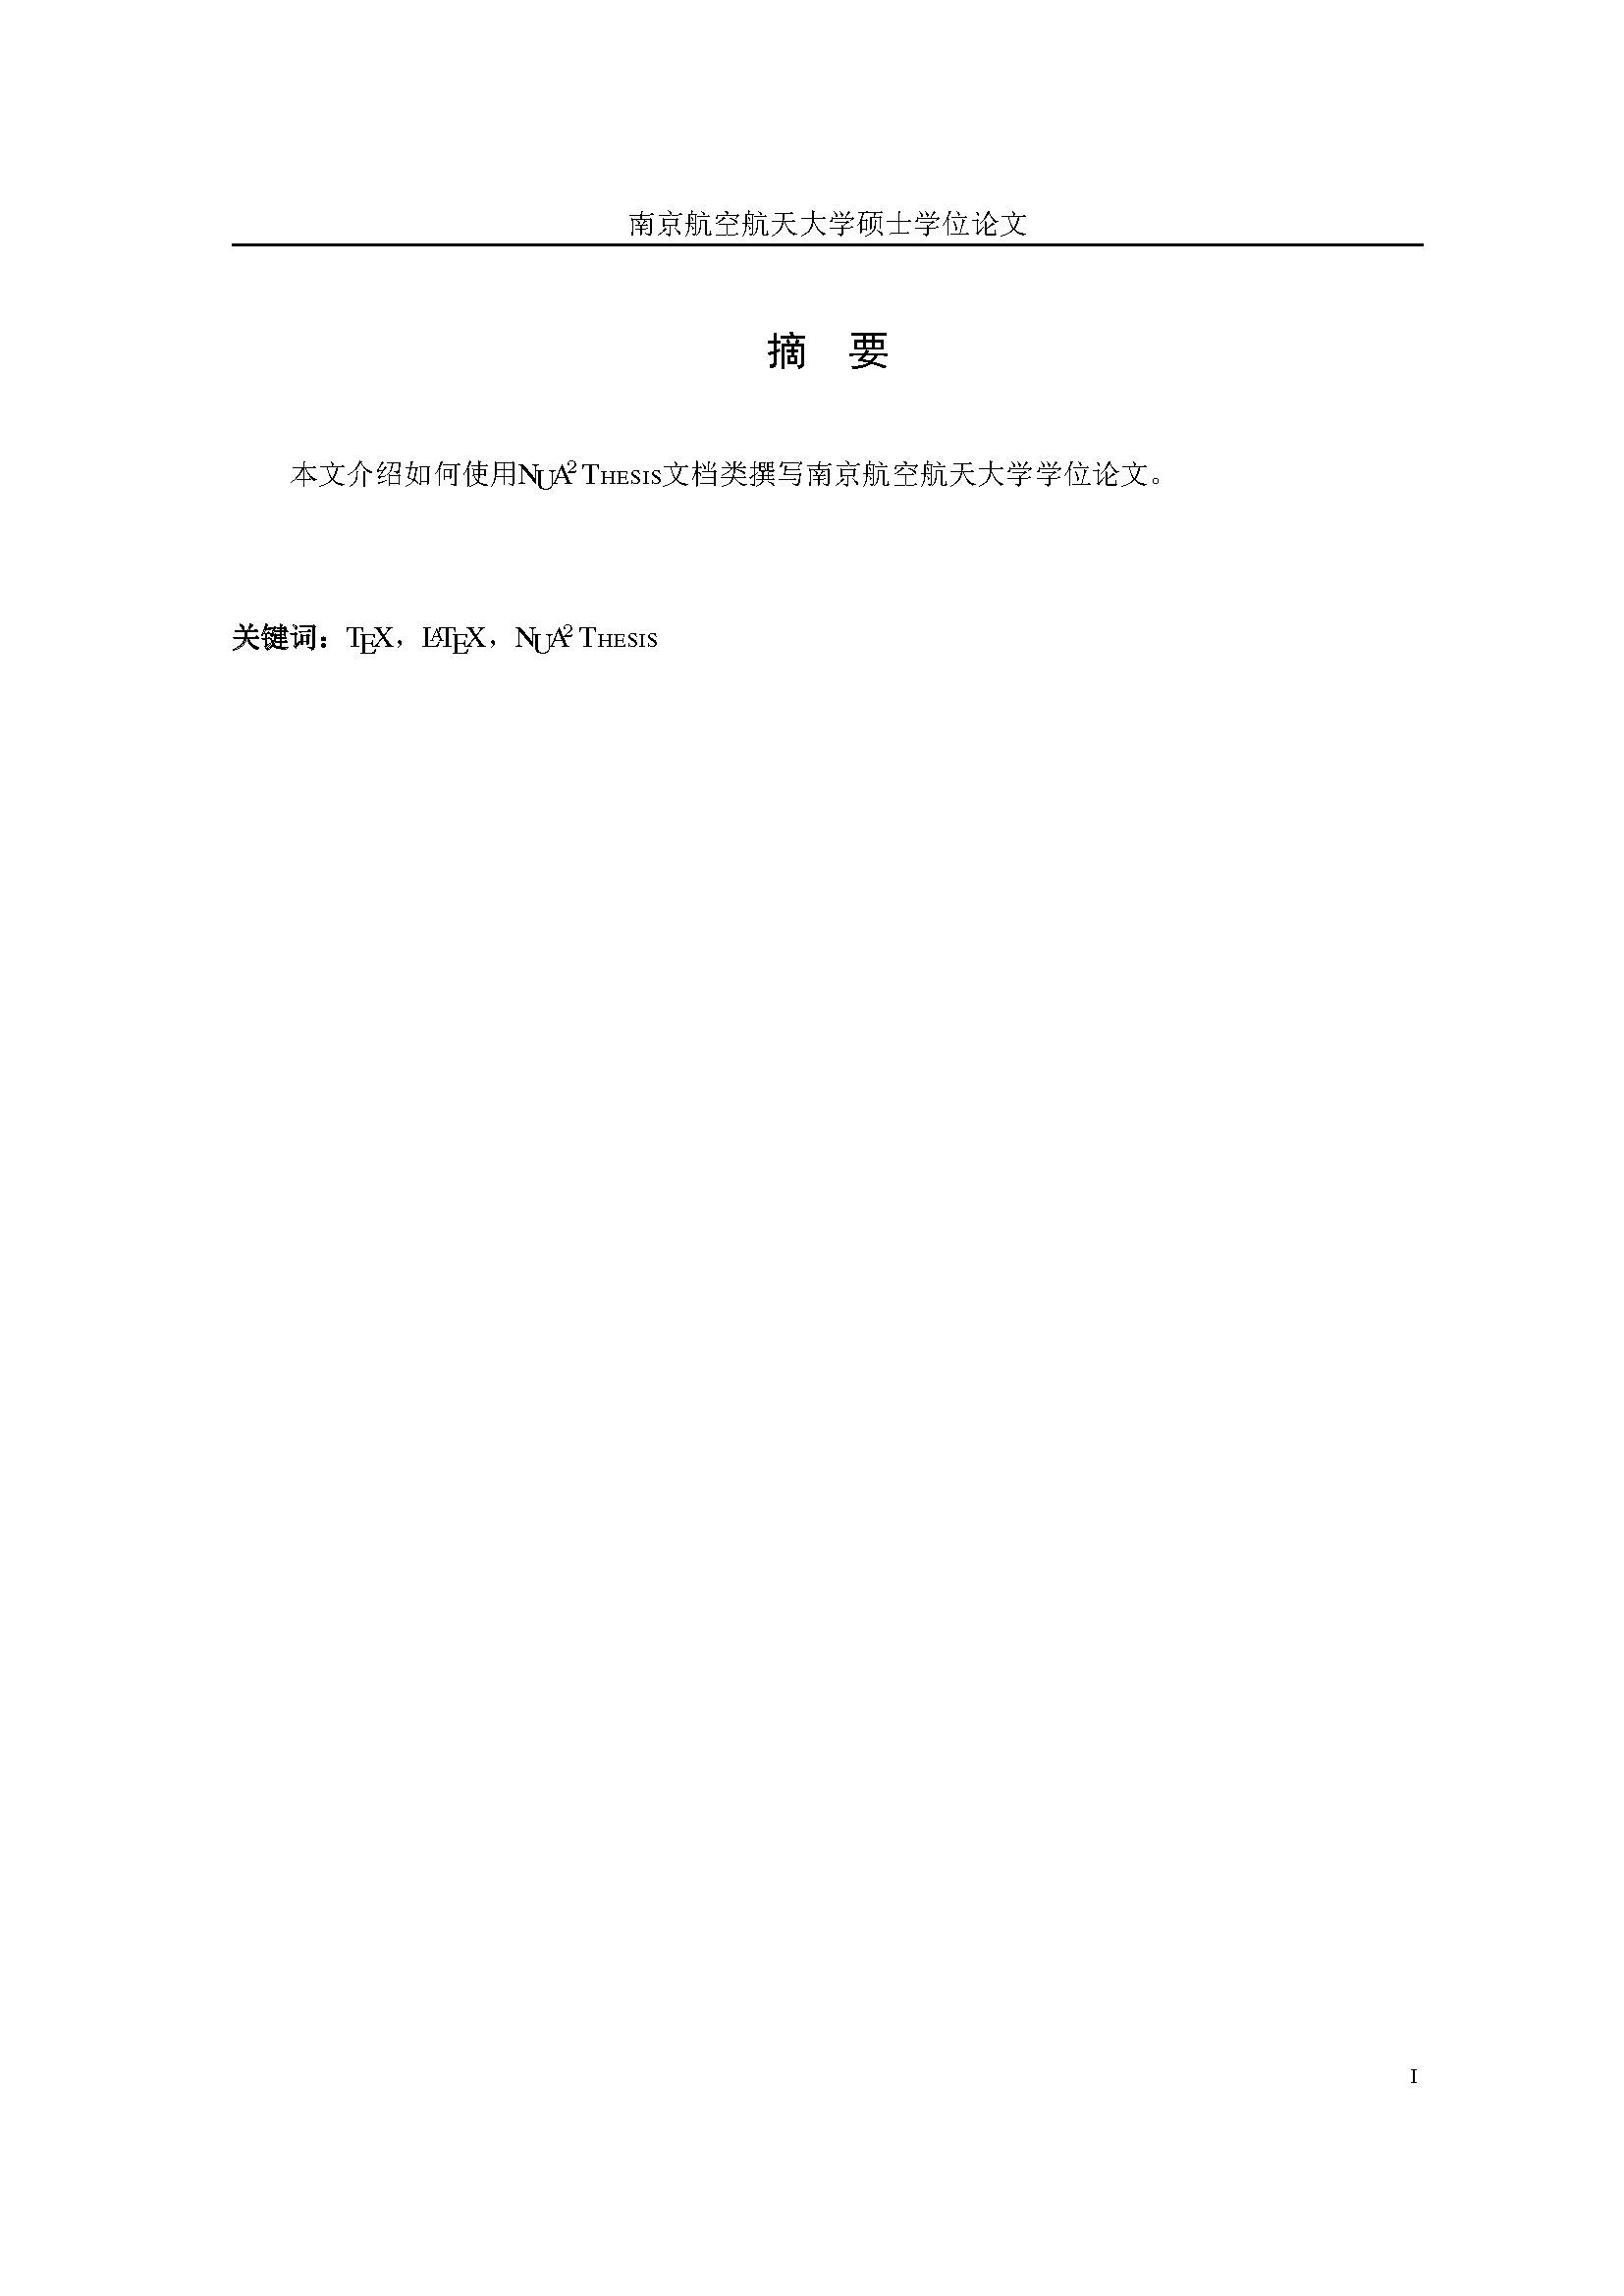 南京航空航天大学硕士学位论文
摘 要
本文介绍如何使用NUA² THESIS文档类撰写南京航空航天大学学位论文。
关键词：TEX，LATEX，NUA² THESIS
I